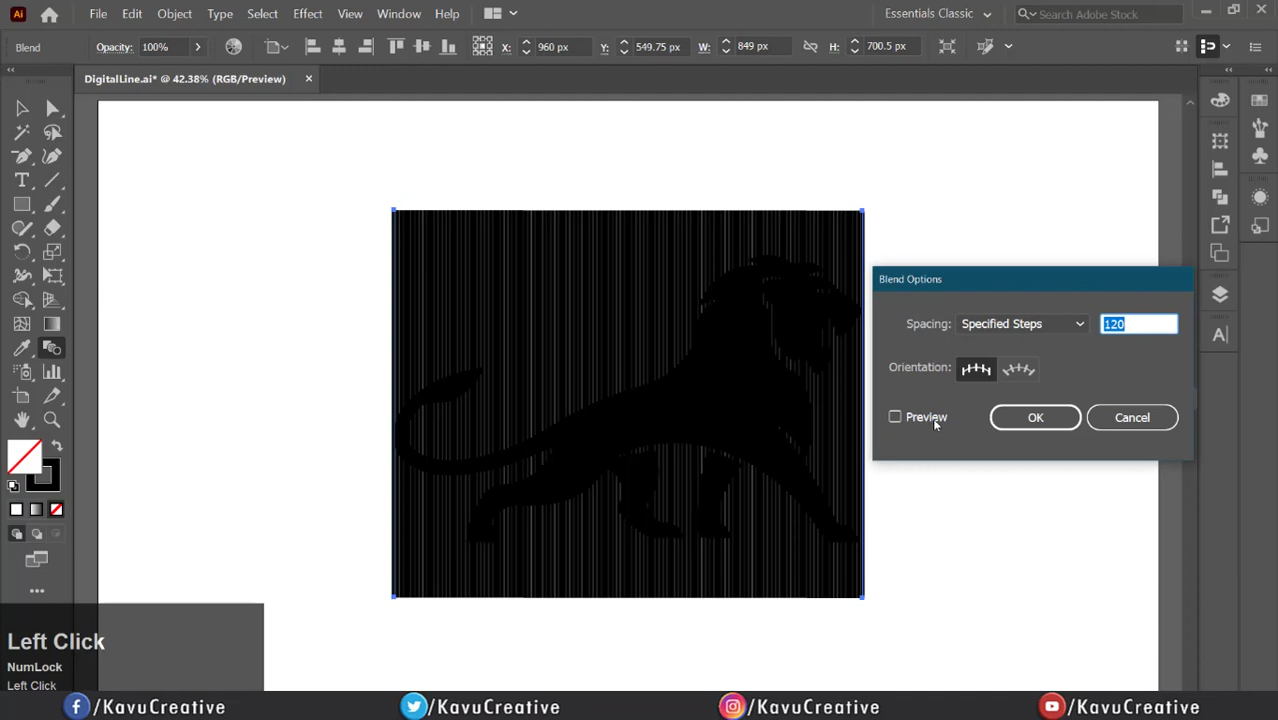 Ai File Edit Object Type Select Effect View Window Help Essentials Classic Search Adobe Stock
Blend Opacity: 100% X: 960 px Y: 549.75 px W: 849 px H: 700.5 px
DigitalLine.ai* @ 42.38% (RGB/Preview) ×
Blend Options
Spacing: Specified Steps 120
Orientation:
Preview OK Cancel
Left Click
NumLock
Left Click
/KavuCreative /KavuCreative /KavuCreative /KavuCreative